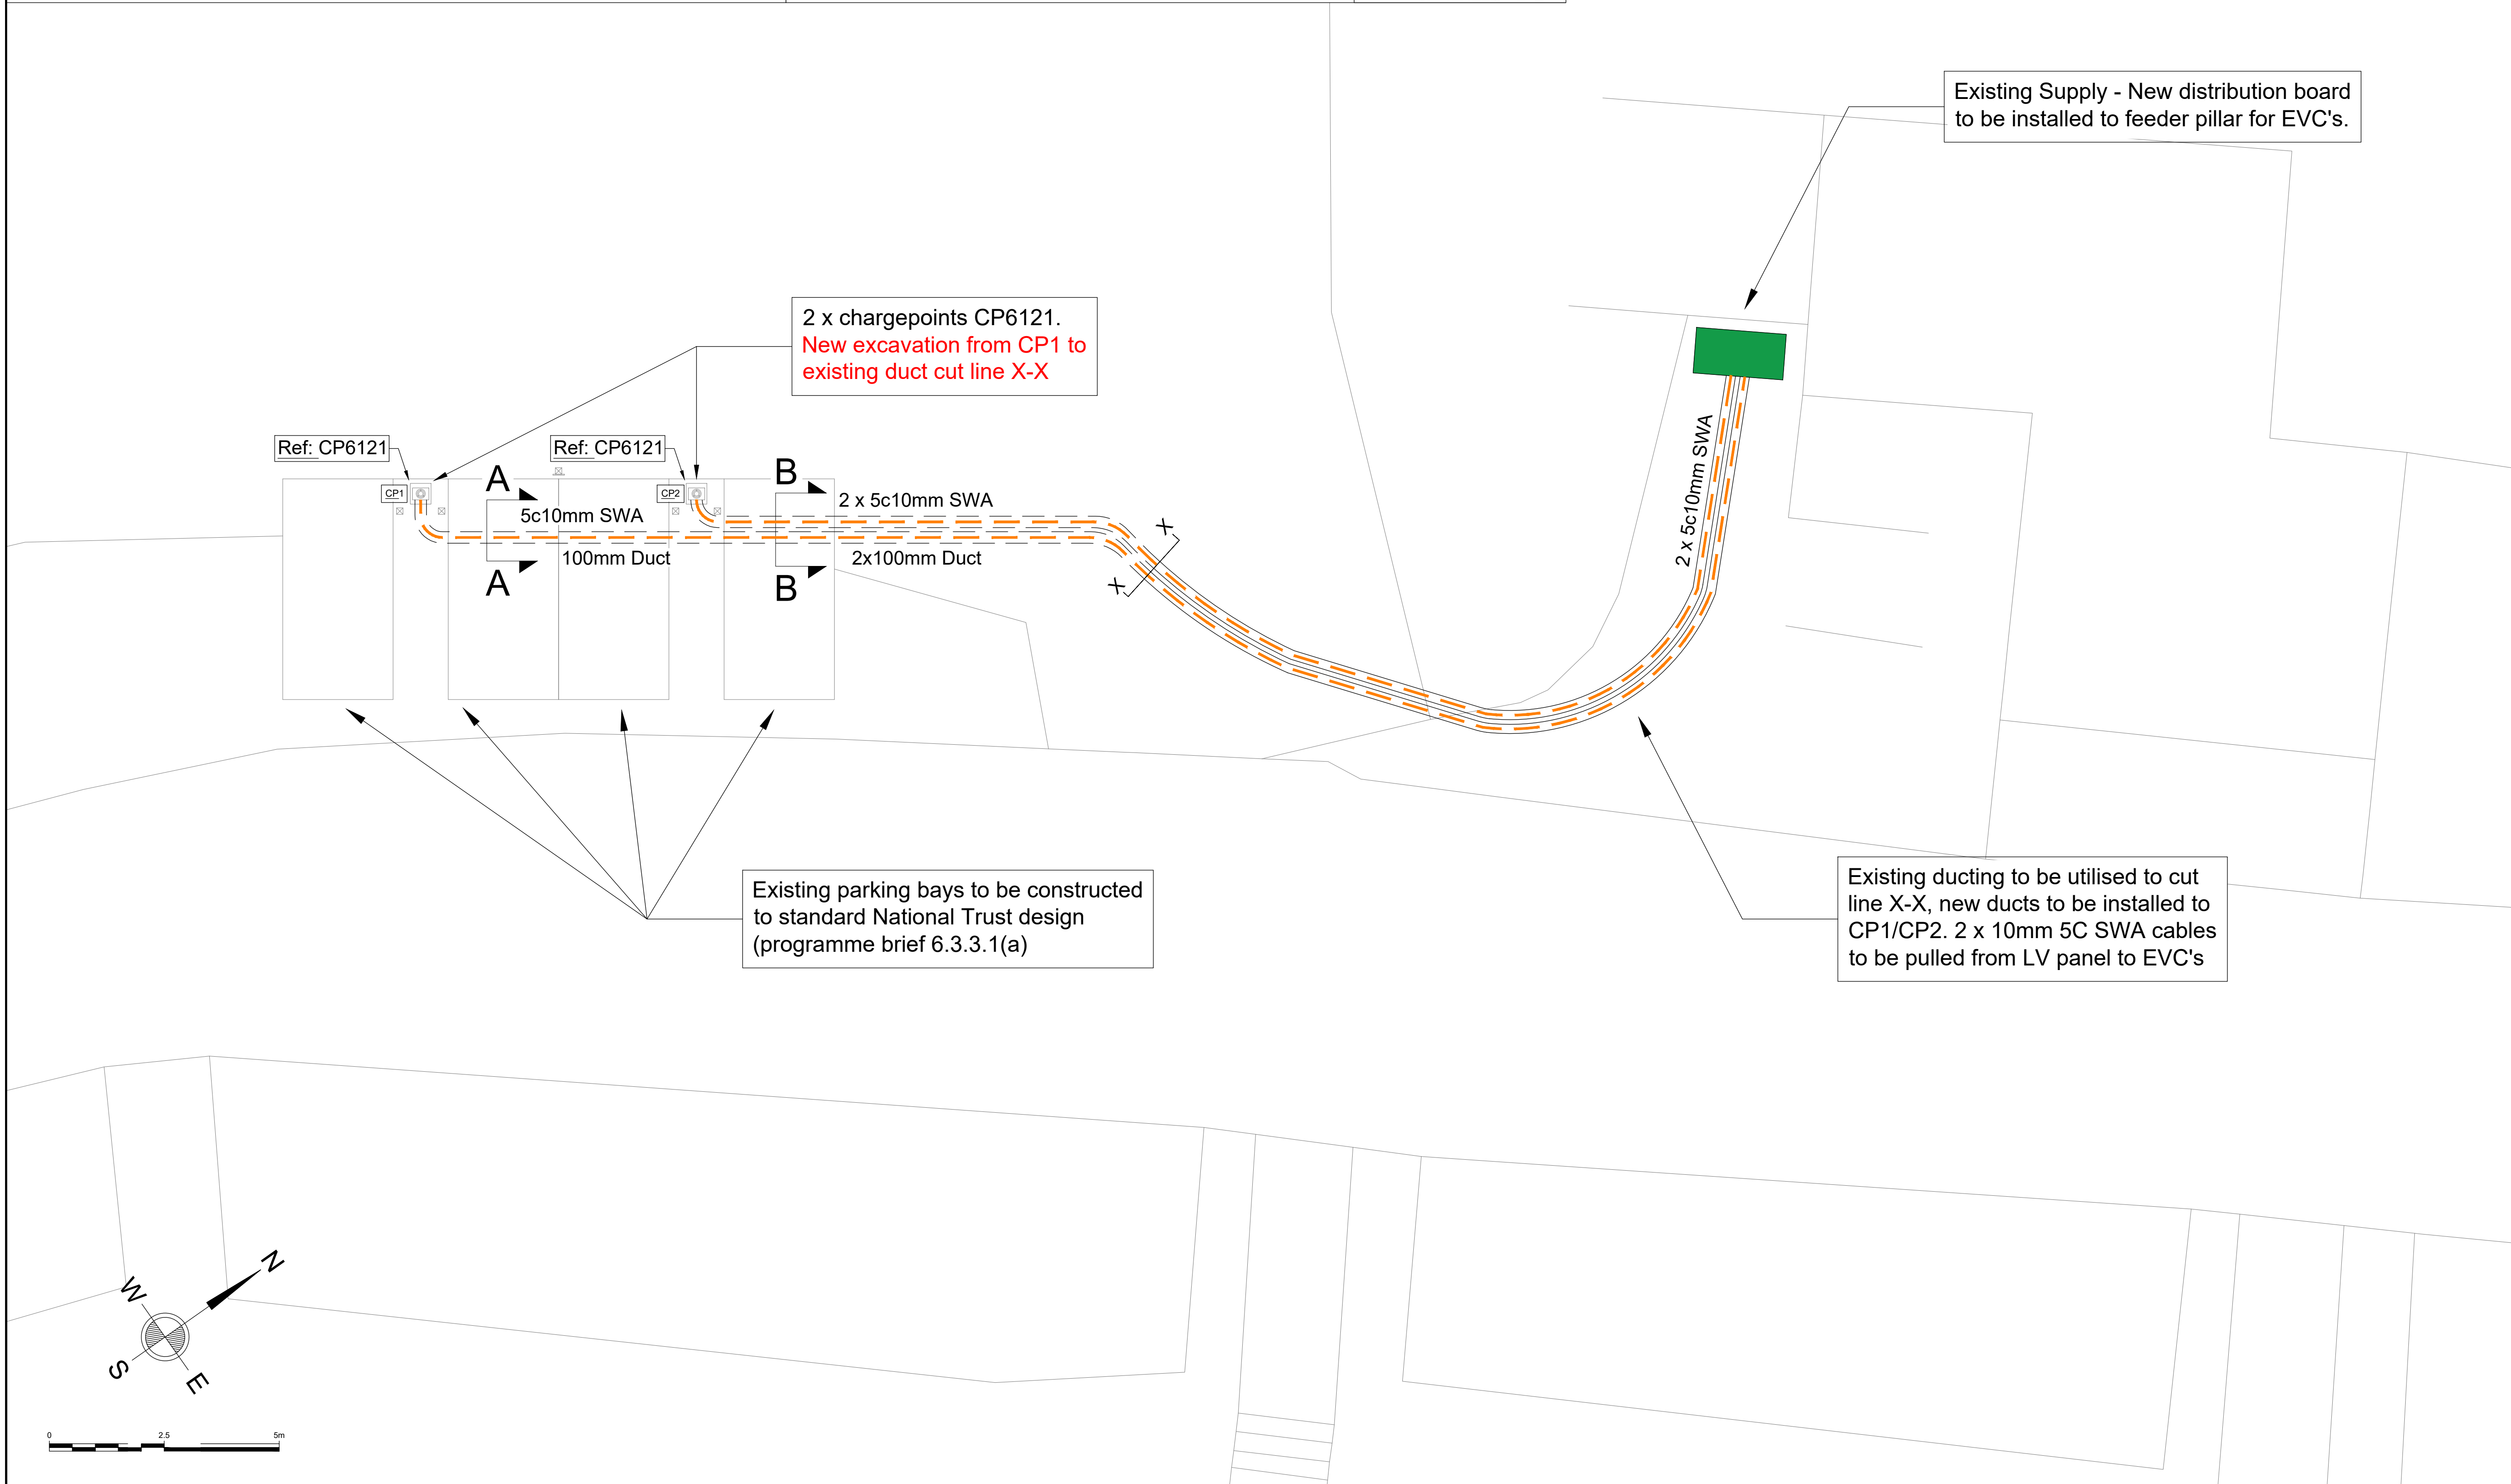 Existing Supply - New distribution board
to be installed to feeder pillar for EVC's.
2 x chargepoints CP6121.
New excavation from CP1 to
existing duct cut line X-X
Ref: CP6121
Ref: CP6121
CP1
CP2
A
A
B
B
5c10mm SWA
100mm Duct
2 x 5c10mm SWA
2x100mm Duct
X
X
2 x 5c10mm SWA
Existing parking bays to be constructed
to standard National Trust design
(programme brief 6.3.3.1(a)
Existing ducting to be utilised to cut
line X-X, new ducts to be installed to
CP1/CP2. 2 x 10mm 5C SWA cables
to be pulled from LV panel to EVC's
N
W
S
E
0 2.5 5m